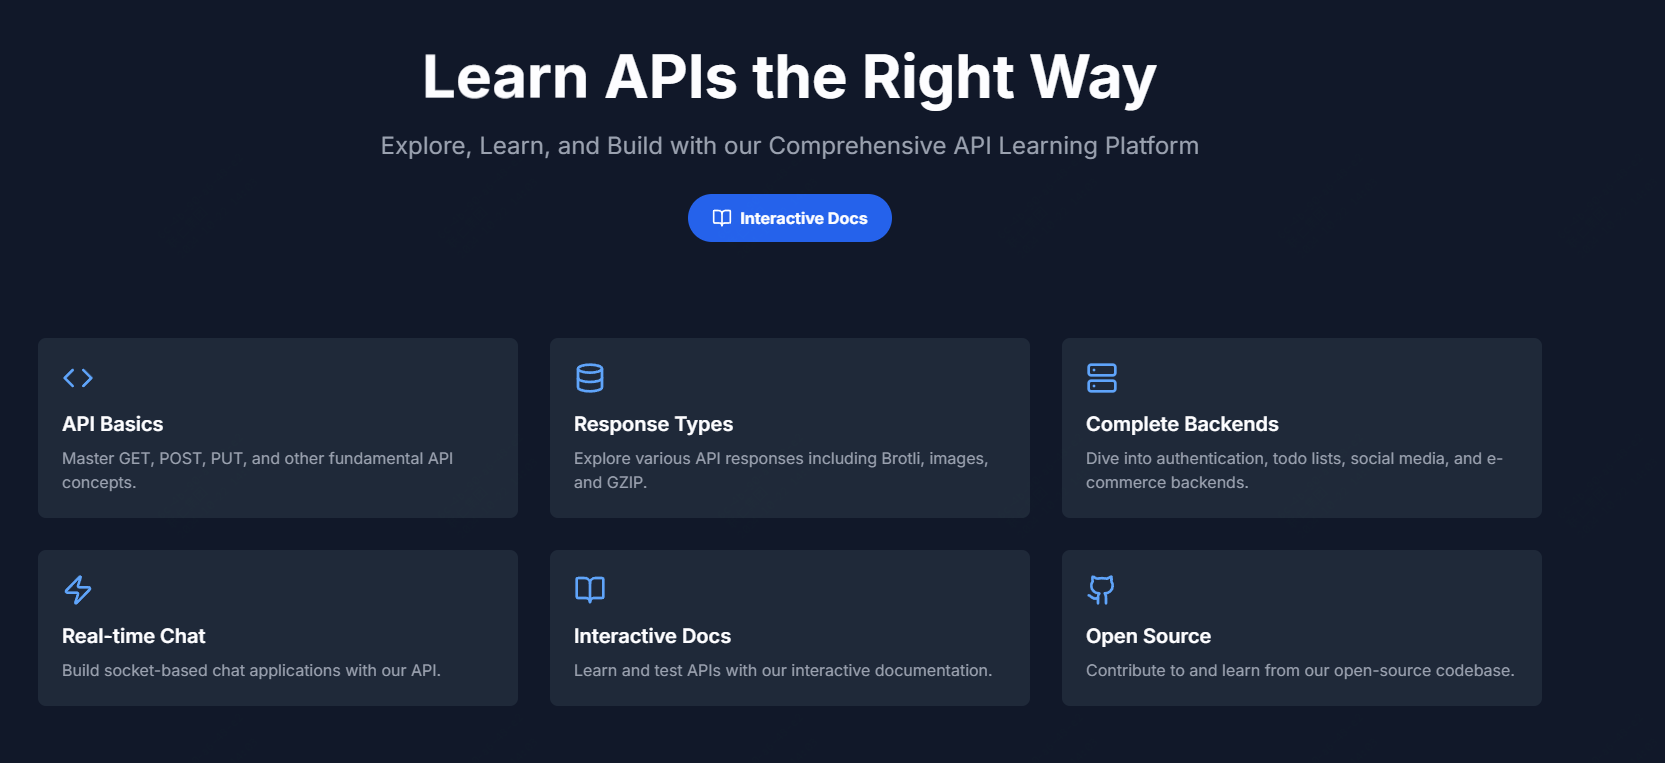 Learn APIs the Right Way
Explore, Learn, and Build with our Comprehensive API Learning Platform
Interactive Docs
API Basics
Master GET, POST, PUT, and other fundamental API
concepts.
Response Types
Explore various API responses including Brotli, images,
and GZIP.
Complete Backends
Dive into authentication, todo lists, social media, and e-
commerce backends.
Real-time Chat
Build socket-based chat applications with our API.
Interactive Docs
Learn and test APIs with our interactive documentation.
Open Source
Contribute to and learn from our open-source codebase.